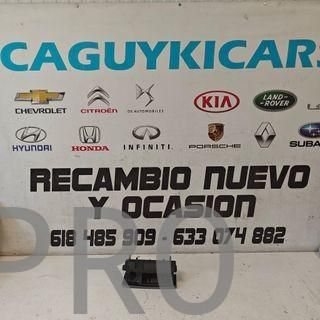 CAGUYKICARS
CHEVROLET CITROËN DS AUTOMOBILES KIA LAND ROVER
HYUNDAI HONDA INFINITI PORSCHE RENAULT SUBA
RECAMBIO NUEVO
Y OCASION
618 485 909 - 633 074 882
PRO